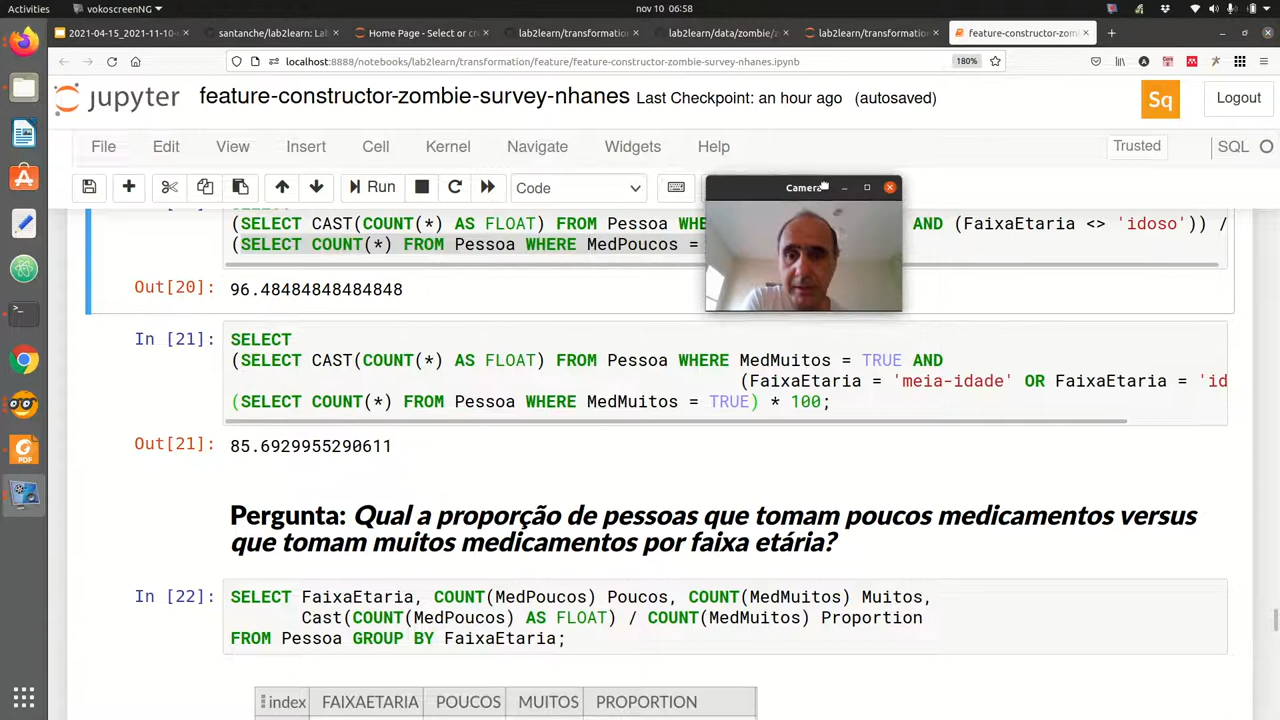 Activities
vokoscreenNG
nov 10 06:58
2021-04-15_2021-11-10-
santanche/lab2learn: La
Home Page - Select or cr
lab2learn/transformatio
lab2learn/data/zombie/z
lab2learn/transformatio
feature-constructor-zom
localhost:8888/notebooks/lab2learn/transformation/feature/feature-constructor-zombie-survey-nhanes.ipynb
180%
jupyter
feature-constructor-zombie-survey-nhanes Last Checkpoint: an hour ago (autosaved)
Sq
Logout
File Edit View Insert Cell Kernel Navigate Widgets Help
Trusted
SQL
Run
Code
Camera
(SELECT CAST(COUNT(*) AS FLOAT) FROM Pessoa WHE
AND (FaixaEtaria <> 'idoso')) /
(SELECT COUNT(*) FROM Pessoa WHERE MedPoucos =
Out[20]: 96.48484848484848
In [21]: SELECT
(SELECT CAST(COUNT(*) AS FLOAT) FROM Pessoa WHERE MedMuitos = TRUE AND
(FaixaEtaria = 'meia-idade' OR FaixaEtaria = 'id
(SELECT COUNT(*) FROM Pessoa WHERE MedMuitos = TRUE) * 100;
Out[21]: 85.6929955290611
Pergunta: Qual a proporção de pessoas que tomam poucos medicamentos versus
que tomam muitos medicamentos por faixa etária?
In [22]: SELECT FaixaEtaria, COUNT(MedPoucos) Poucos, COUNT(MedMuitos) Muitos,
Cast(COUNT(MedPoucos) AS FLOAT) / COUNT(MedMuitos) Proportion
FROM Pessoa GROUP BY FaixaEtaria;
index FAIXAETARIA POUCOS MUITOS PROPORTION